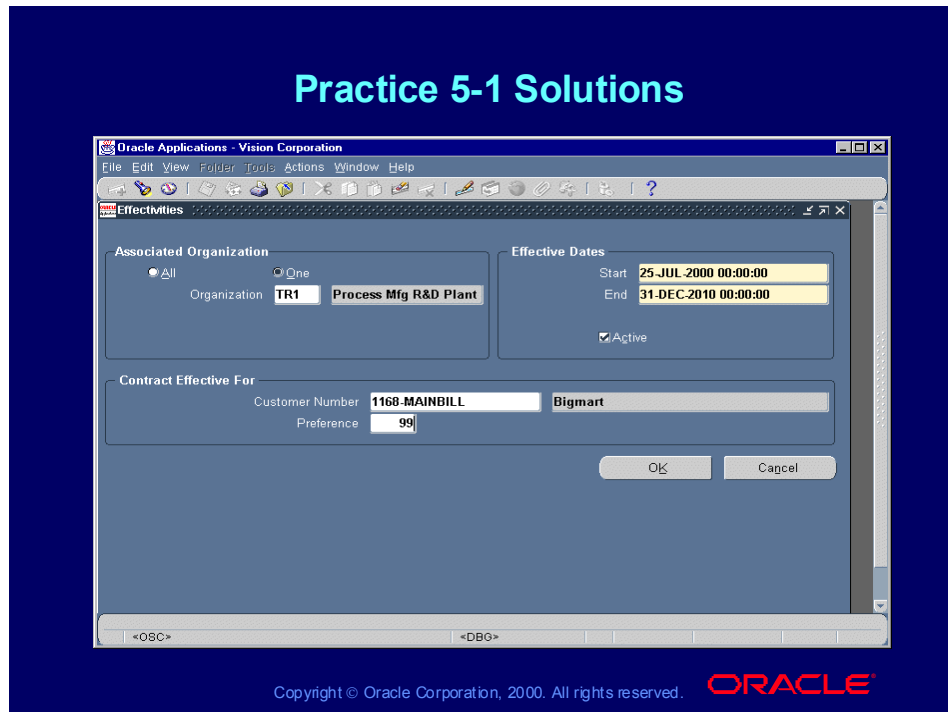 Practice 5-1 Solutions
Oracle Applications - Vision Corporation
File Edit View Folder Tools Actions Window Help
Effectivities
Associated Organization
All One
Organization TR1 Process Mfg R&D Plant
Effective Dates
Start 25-JUL-2000 00:00:00
End 31-DEC-2010 00:00:00
Active
Contract Effective For
Customer Number 1168-MAINBILL Bigmart
Preference 99
OK Cancel
<OSC> <DBG>
Copyright © Oracle Corporation, 2000. All rights reserved. ORACLE®